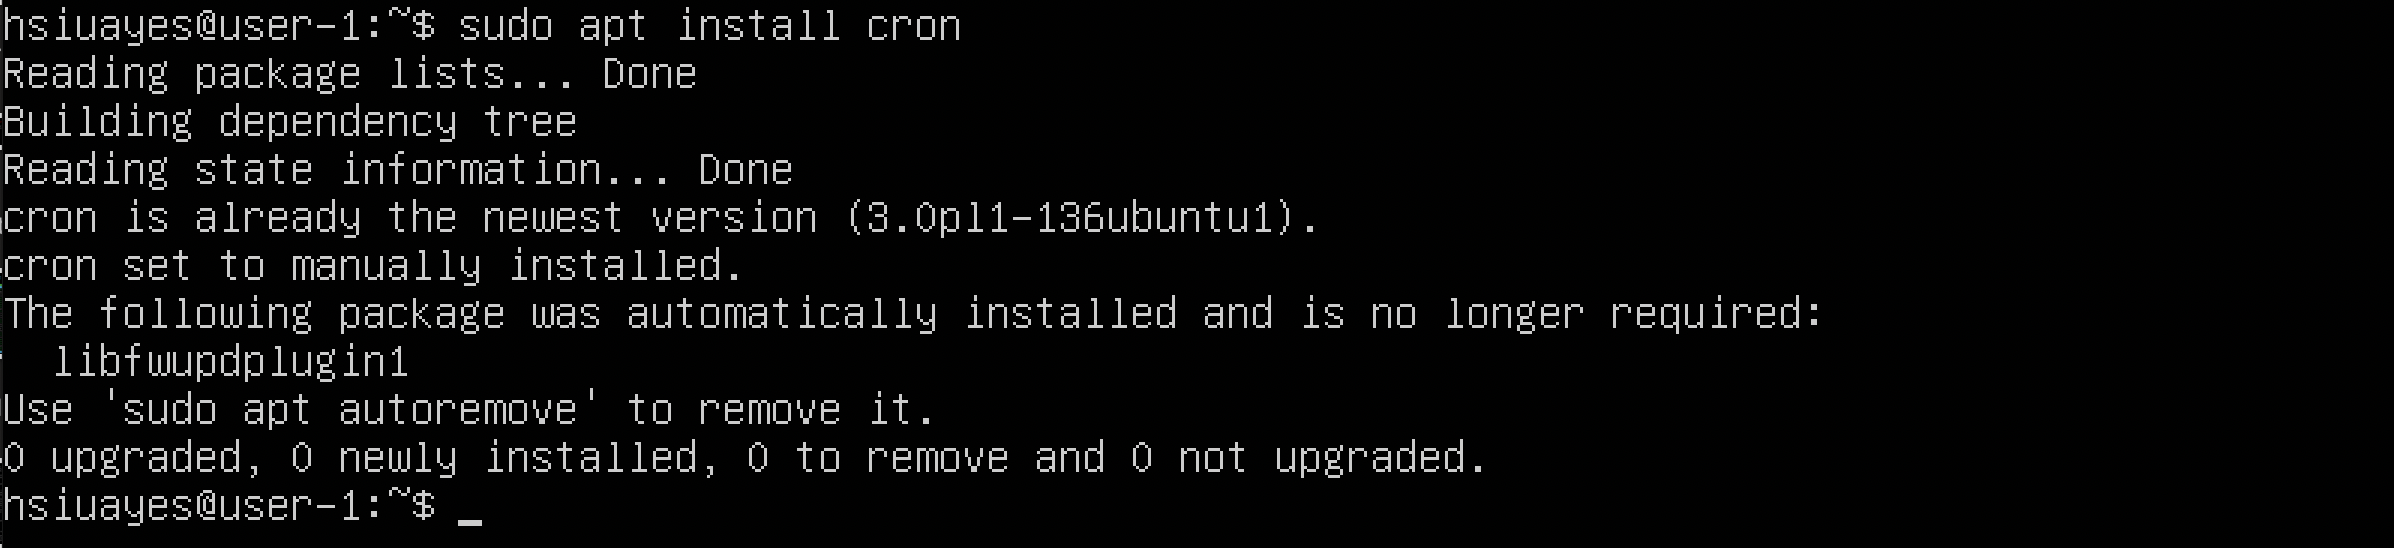 hsiuayes@user-1:~$ sudo apt install cron
Reading package lists... Done
Building dependency tree
Reading state information... Done
cron is already the newest version (3.0pl1-136ubuntu1).
cron set to manually installed.
The following package was automatically installed and is no longer required:
  libfwupdplugin1
Use 'sudo apt autoremove' to remove it.
0 upgraded, 0 newly installed, 0 to remove and 0 not upgraded.
hsiuayes@user-1:~$ _